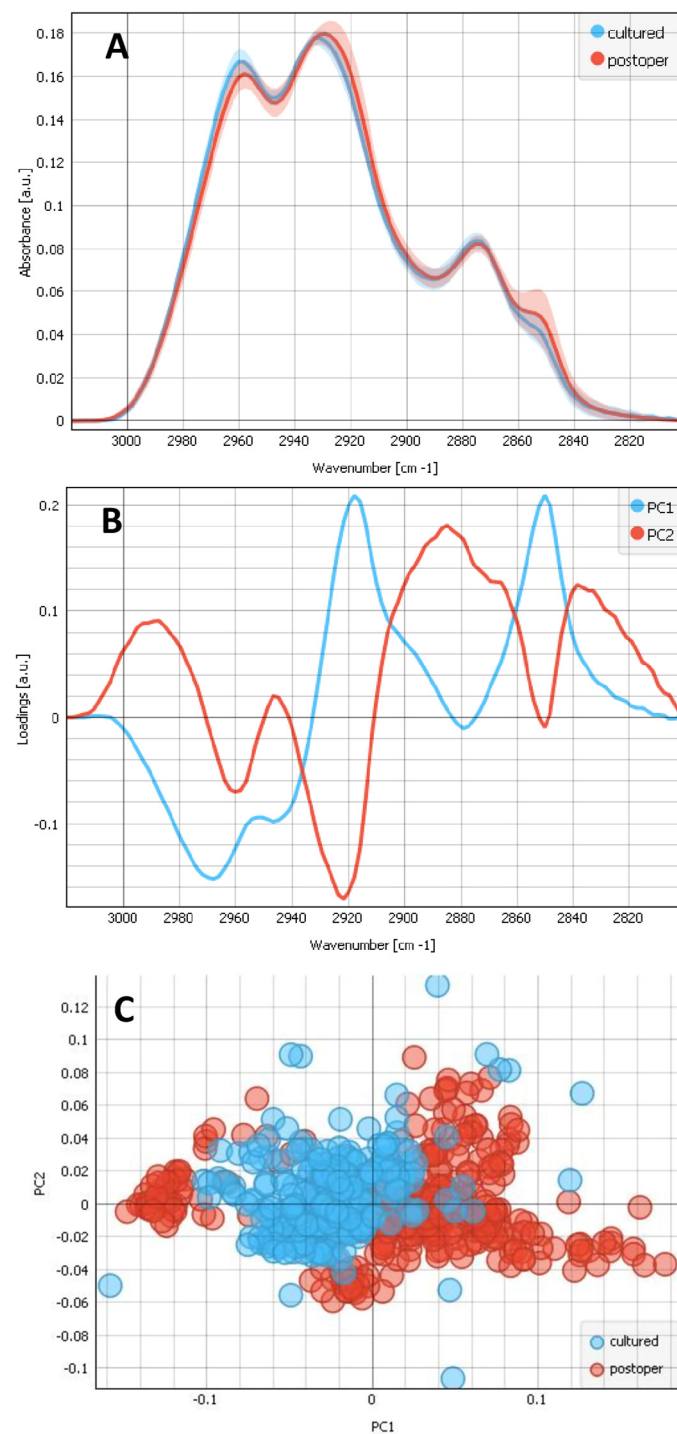 A
cultured
postoper
0.18
0.16
0.14
0.12
0.1
0.08
0.06
0.04
0.02
0
Absorbance [a.u.]
3000 2980 2960 2940 2920 2900 2880 2860 2840 2820
Wavenumber [cm -1]
B
PC1
PC2
0.2
0.1
0
-0.1
Loadings [a.u.]
3000 2980 2960 2940 2920 2900 2880 2860 2840 2820
Wavenumber [cm -1]
C
0.12
0.1
0.08
0.06
0.04
0.02
0
-0.02
-0.04
-0.06
-0.08
-0.1
PC2
cultured
postoper
-0.1 0 0.1
PC1